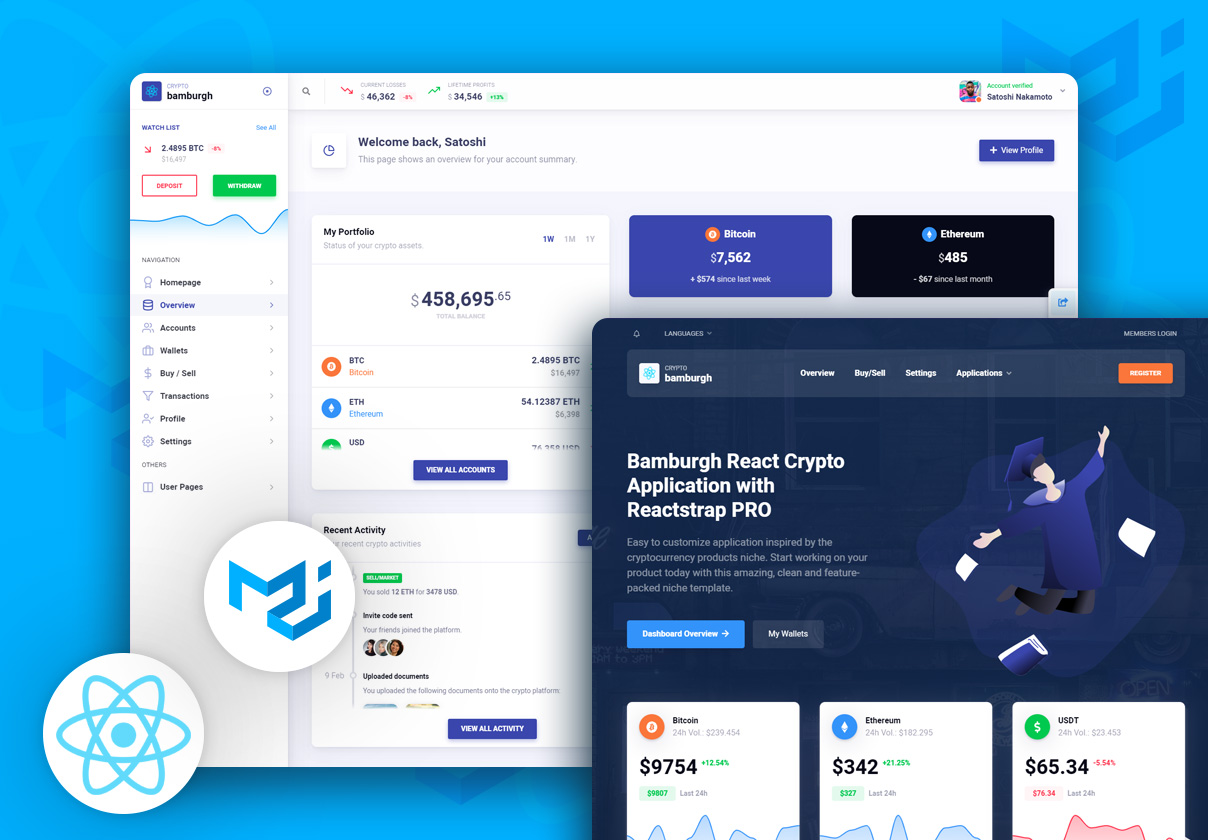 CRYPTO
bamburgh
CURRENT LOSSES
$ 46,362 -8%
LIFETIME PROFITS
$ 34,546 +13%
Account verified
Satoshi Nakamoto
WATCH LIST See All
2.4895 BTC -8%
$16,497
DEPOSIT WITHDRAW
NAVIGATION
Homepage
Overview
Accounts
Wallets
Buy / Sell
Transactions
Profile
Settings
OTHERS
User Pages
Welcome back, Satoshi
This page shows an overview for your account summary.
View Profile
My Portfolio
Status of your crypto assets.
1W 1M 1Y
$458,695.65
TOTAL BALANCE
BTC 2.4895 BTC
Bitcoin $16,497
ETH 54.12387 ETH
Ethereum $6,398
USD 76,358 USD
VIEW ALL ACCOUNTS
Bitcoin
$7,562
+ $574 since last week
Ethereum
$485
- $67 since last month
Recent Activity
recent crypto activities
SELL/MARKET
You sold 12 ETH for 3478 USD.
Invite code sent
Your friends joined the platform.
9 Feb Uploaded documents
You uploaded the following documents onto the crypto platform:
VIEW ALL ACTIVITY
LANGUAGES MEMBERS LOGIN
CRYPTO
bamburgh
Overview Buy/Sell Settings Applications REGISTER
Bamburgh React Crypto
Application with
Reactstrap PRO
Easy to customize application inspired by the
cryptocurrency products niche. Start working on your
product today with this amazing, clean and feature-
packed niche template.
Dashboard Overview My Wallets
OPEN
Bitcoin
24h Vol.: $239.454
$9754 +12.54%
$9807 Last 24h
Ethereum
24h Vol.: $182.295
$342 +21.25%
$327 Last 24h
USDT
24h Vol.: $23.453
$65.34 -5.54%
$76.34 Last 24h